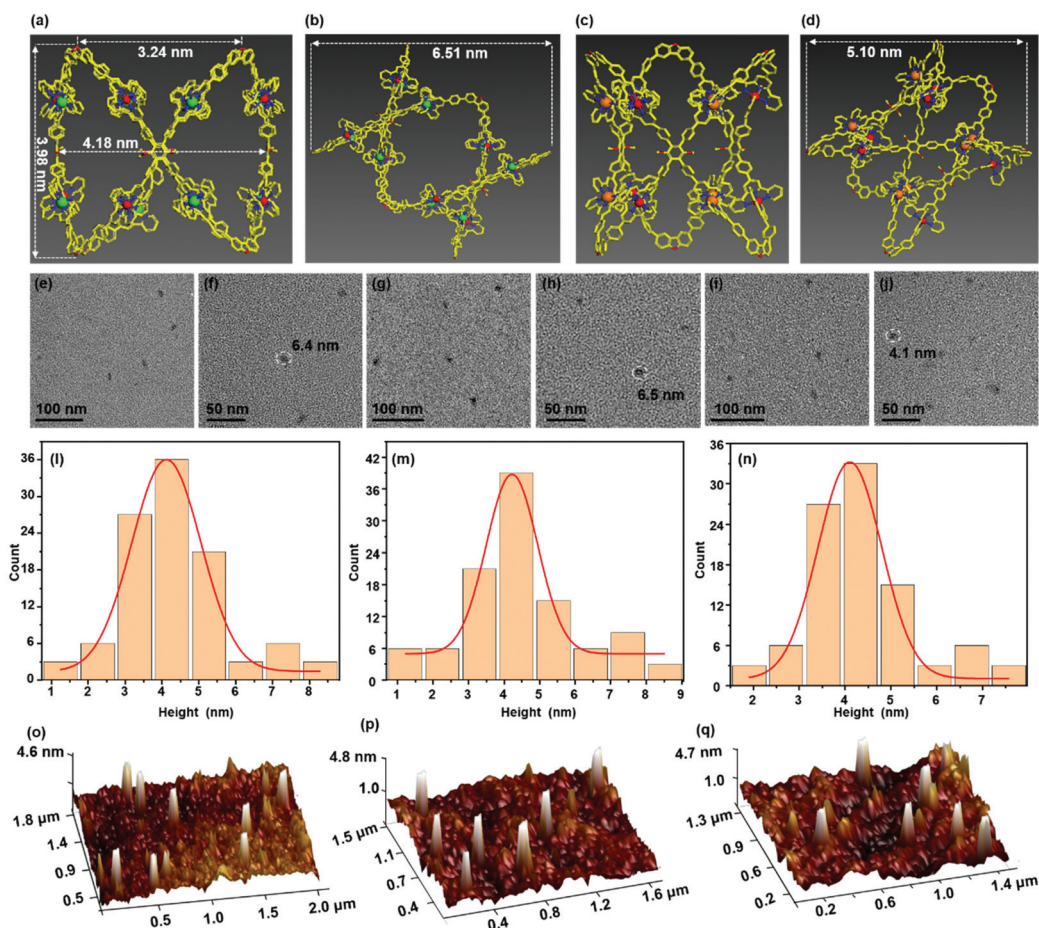 (a)
3.24 nm
3.98 nm
4.18 nm
(b)
6.51 nm
(c)
(d)
5.10 nm
(e)
100 nm
(f)
6.4 nm
50 nm
(g)
100 nm
(h)
6.5 nm
50 nm
(i)
100 nm
(j)
4.1 nm
50 nm
(l)
36
30
24
18
12
6
0
Count
1 2 3 4 5 6 7 8
Height (nm)
(m)
42
36
30
24
18
12
6
0
Count
1 2 3 4 5 6 7 8 9
Height (nm)
(n)
36
30
24
18
12
6
0
Count
2 3 4 5 6 7
Height (nm)
(o)
4.6 nm
1.8 µm
1.4
0.9
0.5
0.5 1.0 1.5 2.0 µm
(p)
4.8 nm
1.0
1.5 µm
1.1
0.7
0.4
0.4 0.8 1.2 1.6 µm
(q)
4.7 nm
1.0
1.3 µm
0.9
0.6
0.2
0.2 0.6 1.0 1.4 µm